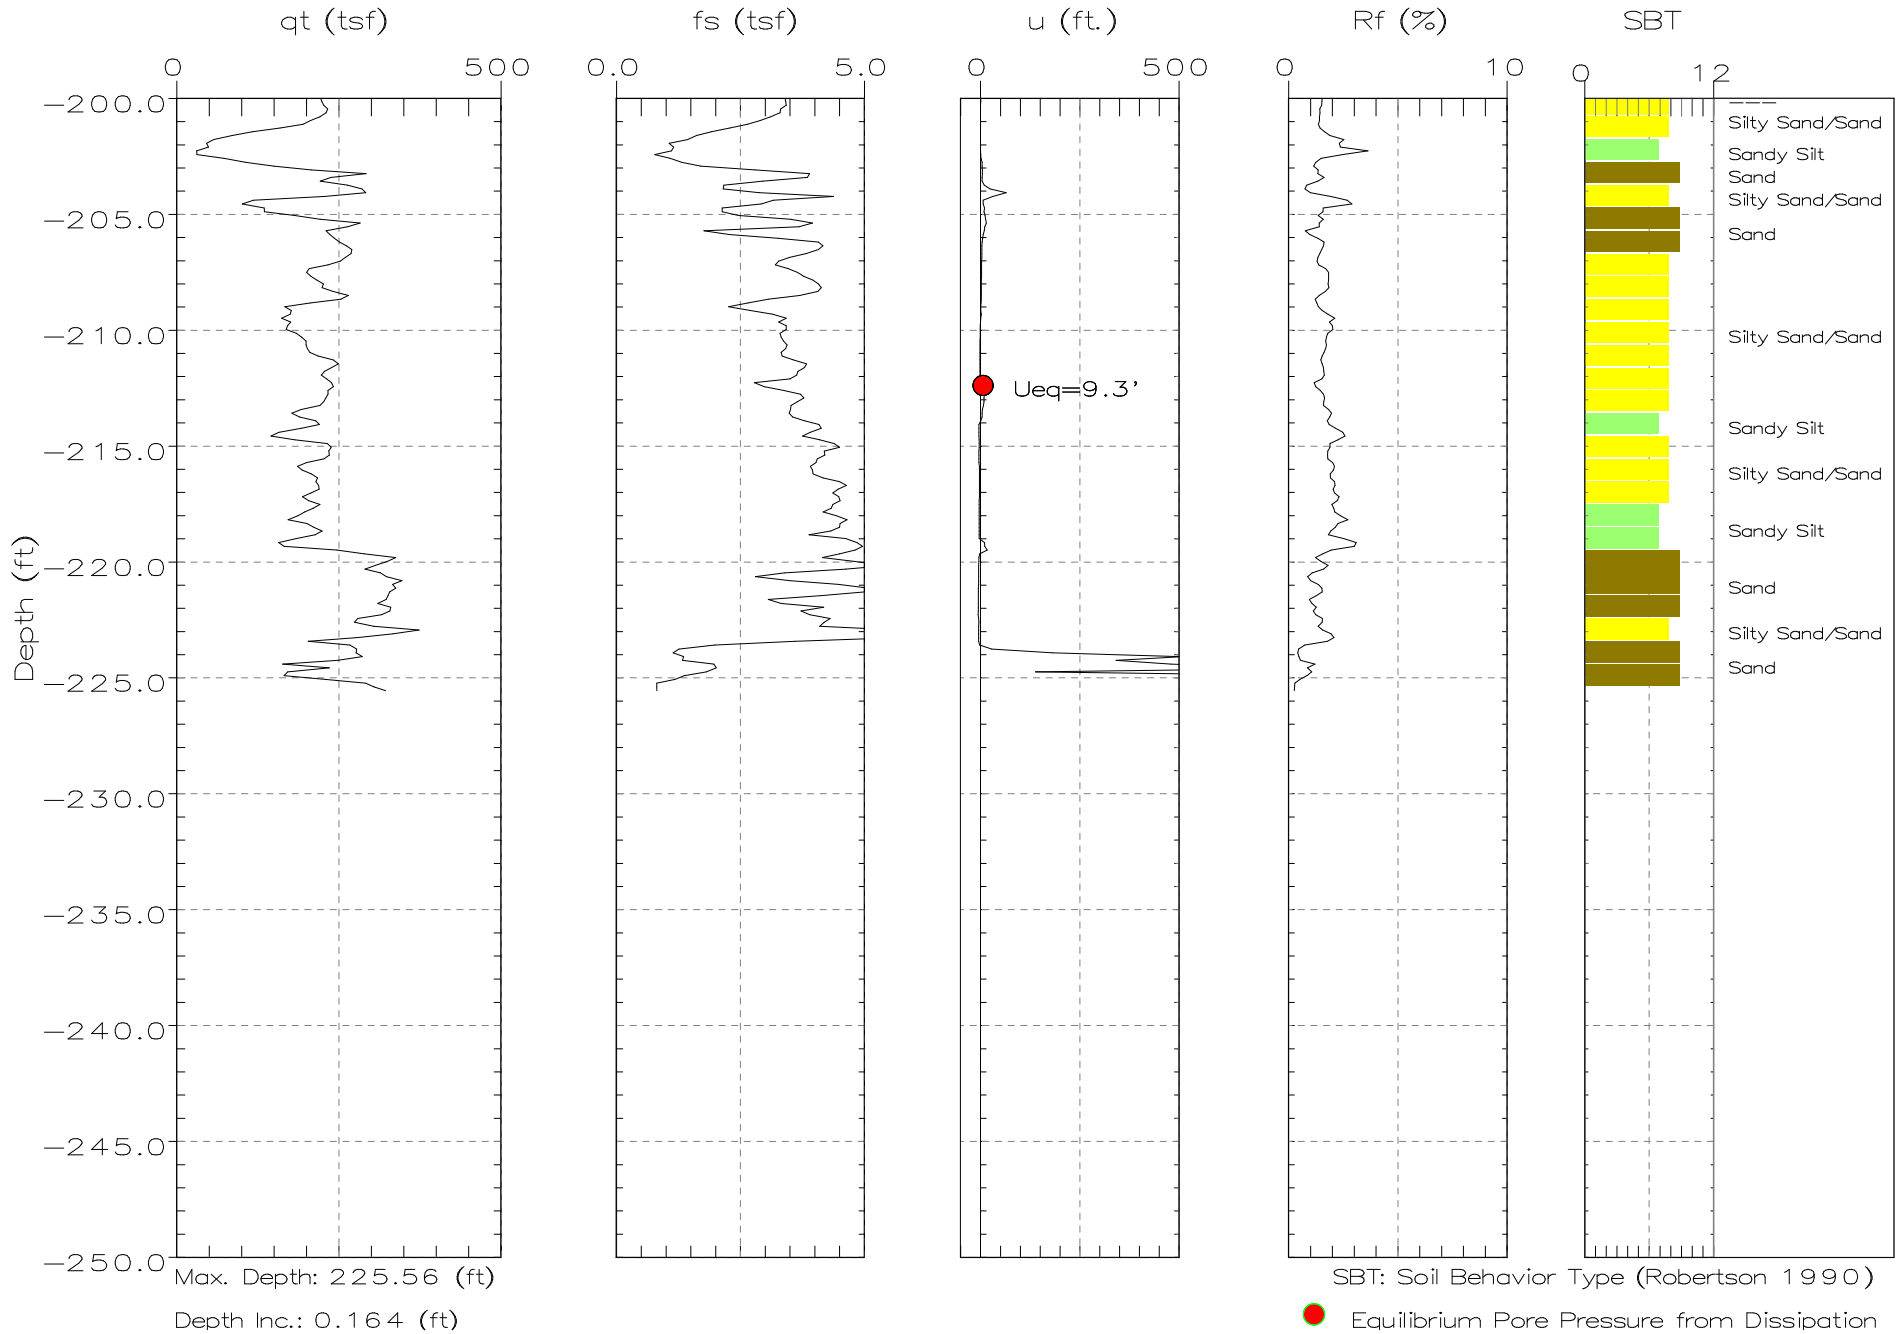 qt (tsf) fs (tsf) u (ft.) Rf (%) SBT
0 500 0.0 5.0 0 500 0 10 0 12
-200.0
———
Silty Sand/Sand
Sandy Silt
Sand
Silty Sand/Sand
-205.0
Sand
-210.0
Silty Sand/Sand
Ueq=9.3'
Sandy Silt
-215.0
Silty Sand/Sand
Sandy Silt
-220.0
Sand
Depth (ft)
Silty Sand/Sand
Sand
-225.0
-230.0
-235.0
-240.0
-245.0
-250.0
Max. Depth: 225.56 (ft)
SBT: Soil Behavior Type (Robertson 1990)
Depth Inc.: 0.164 (ft)
Equilibrium Pore Pressure from Dissipation